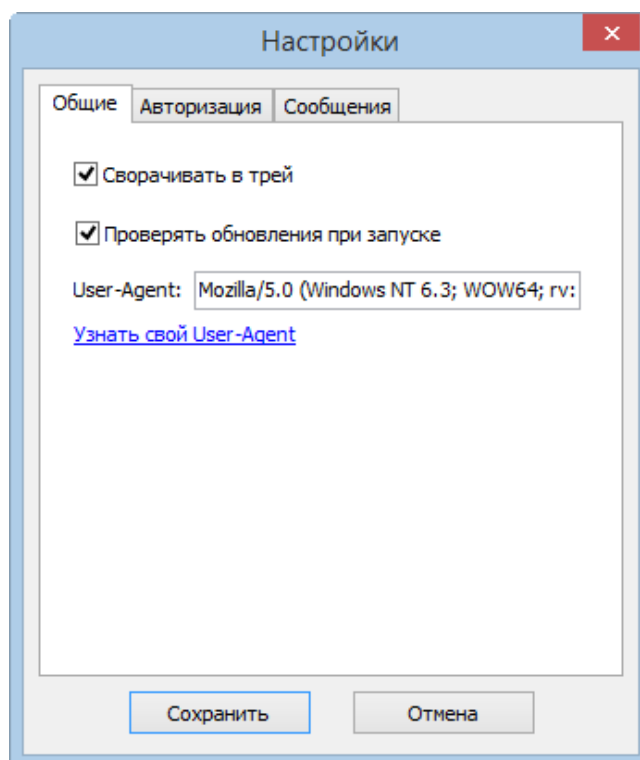 Настройки
Общие Авторизация Сообщения
Сворачивать в трей
Проверять обновления при запуске
User-Agent: Mozilla/5.0 (Windows NT 6.3; WOW64; rv:
Узнать свой User-Agent
Сохранить Отмена